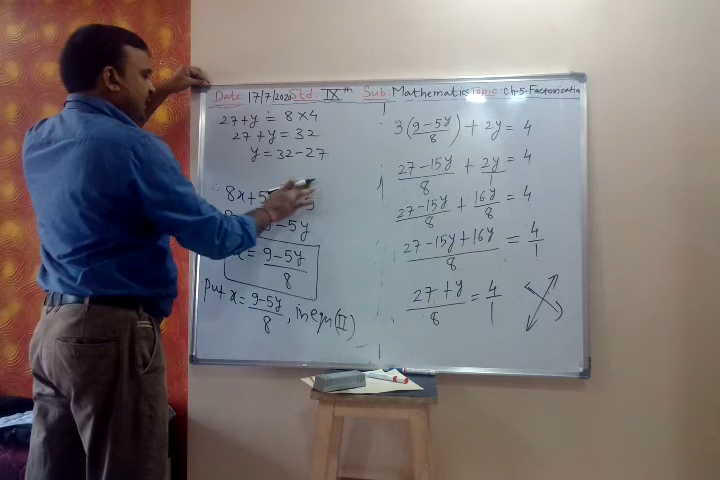 Date: 17/7/2020 Std: IXth Sub: Mathematics Topic: Ch-5-Factorisatio
27+y = 8×4
27+y = 32
y = 32-27
∴ 8x+5
- 5y
= 9-5y/8
put x = 9-5y/8, in eqn (II)
3(9-5y/8) + 2y = 4
27-15y/8 + 2y/1 = 4
27-15y/8 + 16y/8 = 4
27-15y+16y/8 = 4/1
27+y/8 = 4/1